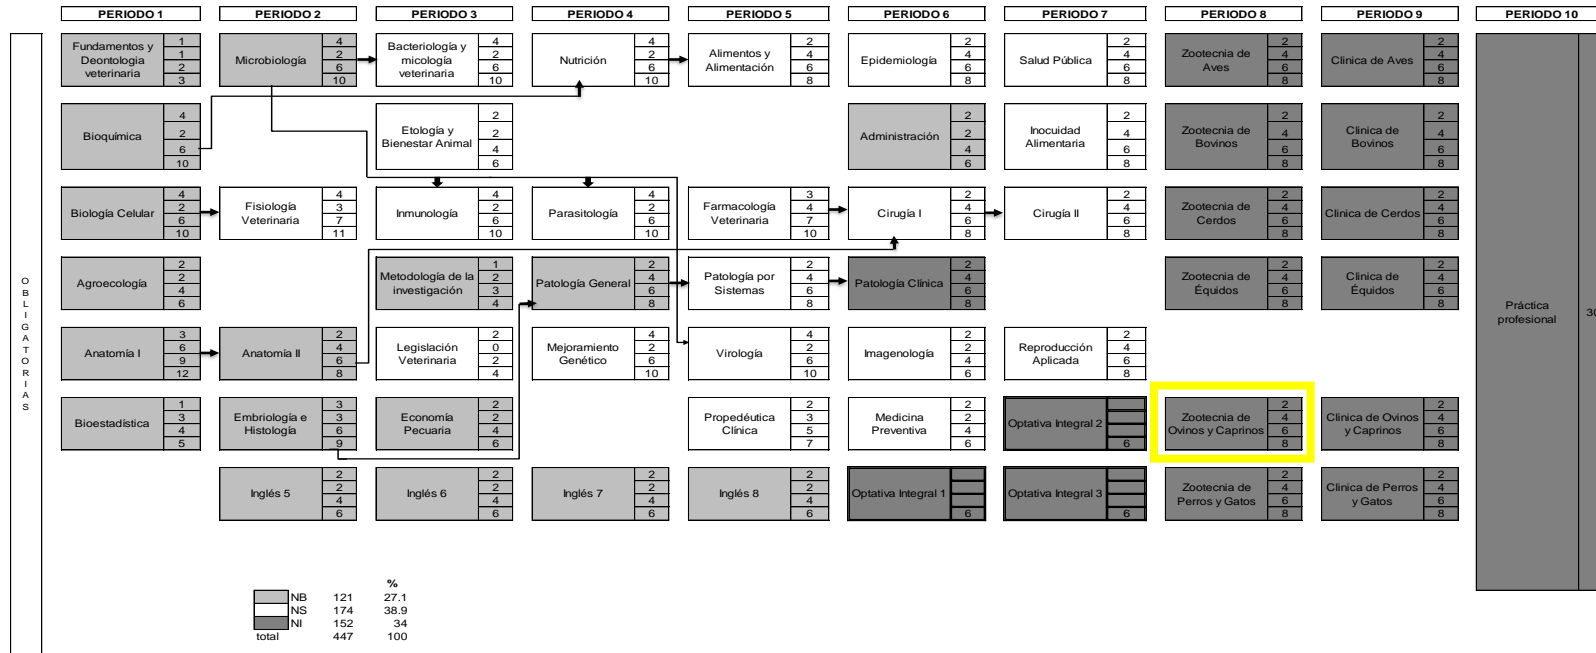 PERIODO 1 PERIODO 2 PERIODO 3 PERIODO 4 PERIODO 5 PERIODO 6 PERIODO 7 PERIODO 8 PERIODO 9 PERIODO 10
OBLIGATORIAS
Fundamentos y Deontologia veterinaria 1 1 2 3
Microbiología 4 2 6 10
Bacteriología y micología veterinaria 4 2 6 10
Nutrición 4 2 6 10
Alimentos y Alimentación 2 4 6 8
Epidemiología 2 4 6 8
Salud Pública 2 4 6 8
Zootecnia de Aves 2 4 6 8
Clinica de Aves 2 4 6 8
Bioquímica 4 2 6 10
Etología y Bienestar Animal 2 2 4 6
Administración 2 2 4 6
Inocuidad Alimentaria 2 4 6 8
Zootecnia de Bovinos 2 4 6 8
Clinica de Bovinos 2 4 6 8
Biología Celular 4 2 6 10
Fisiología Veterinaria 4 3 7 11
Inmunología 4 2 6 10
Parasitología 4 2 6 10
Farmacología Veterinaria 3 4 7 10
Cirugía I 2 4 6 8
Cirugía II 2 4 6 8
Zootecnia de Cerdos 2 4 6 8
Clinica de Cerdos 2 4 6 8
Agroecología 2 2 4 6
Metodología de la investigación 1 2 3 4
Patología General 2 4 6 8
Patología por Sistemas 2 4 6 8
Patología Clínica 2 4 6 8
Zootecnia de Équidos 2 4 6 8
Clinica de Équidos 2 4 6 8
Práctica profesional 30
Anatomía I 3 6 9 12
Anatomía II 2 4 6 8
Legislación Veterinaria 2 0 2 4
Mejoramiento Genético 4 2 6 10
Virología 4 2 6 10
Imagenología 2 2 4 6
Reproducción Aplicada 2 4 6 8
Bioestadística 1 3 4 5
Embriología e Histología 3 3 6 9
Economía Pecuaria 2 2 4 6
Propedéutica Clínica 2 3 5 7
Medicina Preventiva 2 2 4 6
Optativa Integral 2 6
Zootecnia de Ovinos y Caprinos 2 4 6 8
Clinica de Ovinos y Caprinos 2 4 6 8
Inglés 5 2 2 4 6
Inglés 6 2 2 4 6
Inglés 7 2 2 4 6
Inglés 8 2 2 4 6
Optativa Integral 1 6
Optativa Integral 3 6
Zootecnia de Perros y Gatos 2 4 6 8
Clinica de Perros y Gatos 2 4 6 8
%
NB 121 27.1
NS 174 38.9
NI 152 34
total 447 100